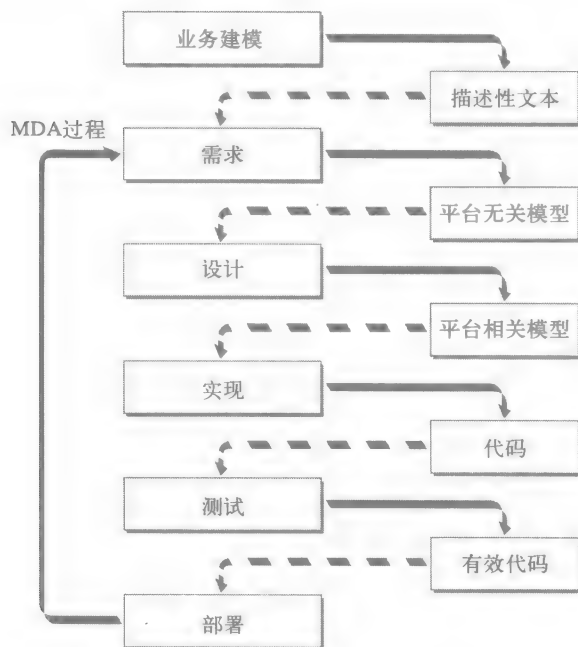 业务建模
描述性文本
MDA过程
需求
平台无关模型
设计
平台相关模型
实现
代码
测试
有效代码
部署